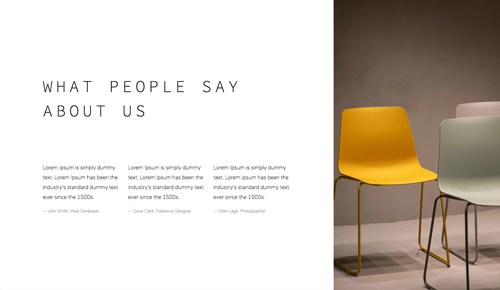 WHAT PEOPLE SAY
ABOUT US
Lorem Ipsum is simply dummy
text. Lorem Ipsum has been the
industry's standard dummy text
ever since the 1500s.
— John Smith, Web Developer
Lorem Ipsum is simply dummy
text. Lorem Ipsum has been the
industry's standard dummy text
ever since the 1500s.
— Dave Clark, Freelance Designer
Lorem Ipsum is simply dummy
text. Lorem Ipsum has been the
industry's standard dummy text
ever since the 1500s.
— Ellen Lage, Photographer